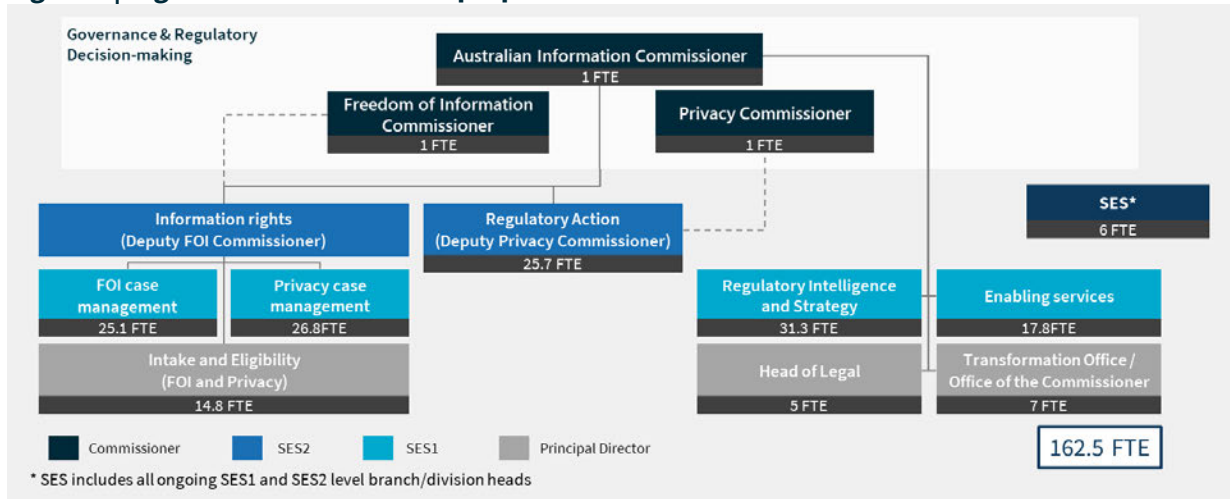 Governance & Regulatory
Decision-making
Australian Information Commissioner
1 FTE
Freedom of Information
Commissioner
1 FTE
Privacy Commissioner
1 FTE
Information rights
(Deputy FOI Commissioner)
Regulatory Action
(Deputy Privacy Commissioner)
25.7 FTE
SES*
6 FTE
FOI case
management
25.1 FTE
Privacy case
management
26.8FTE
Regulatory Intelligence
and Strategy
31.3 FTE
Enabling services
17.8FTE
Intake and Eligibility
(FOI and Privacy)
14.8 FTE
Head of Legal
5 FTE
Transformation Office /
Office of the Commissioner
7 FTE
Commissioner
SES2
SES1
Principal Director
162.5 FTE
* SES includes all ongoing SES1 and SES2 level branch/division heads